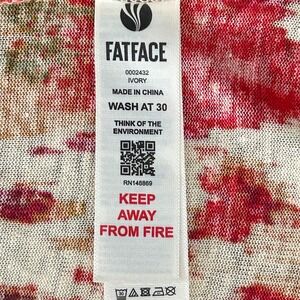 FATFACE
0002432
IVORY
MADE IN CHINA
WASH AT 30
THINK OF THE
ENVIRONMENT
RN146869
KEEP
AWAY
FROM FIRE